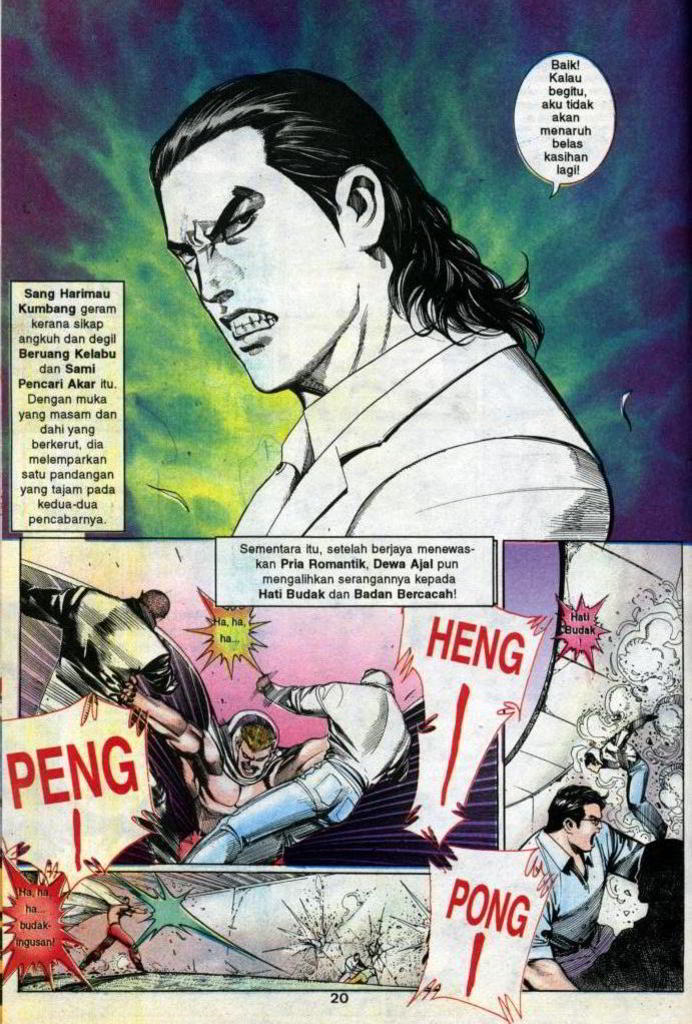 Baik!
Kalau
begitu,
aku tidak
akan
menaruh
belas
kasihan
lagi!
Sang Harimau
Kumbang geram
kerana sikap
angkuh dan degil
Beruang Kelabu
dan Sami
Pencari Akar itu.
Dengan muka
yang masam dan
dahi yang
berkerut, dia
melemparkan
satu pandangan
yang tajam pada
kedua-dua
pencabarnya.
Sementara itu, setelah berjaya menewas-
kan Pria Romantik, Dewa Ajal pun
mengalihkan serangannya kepada
Hati Budak dan Badan Bercacah!
Ha, ha,
ha...
HENG
!
Hati
Budak
!
PENG
!
Ha, ha,
ha...
budak-
ingusan!
PONG
!
20